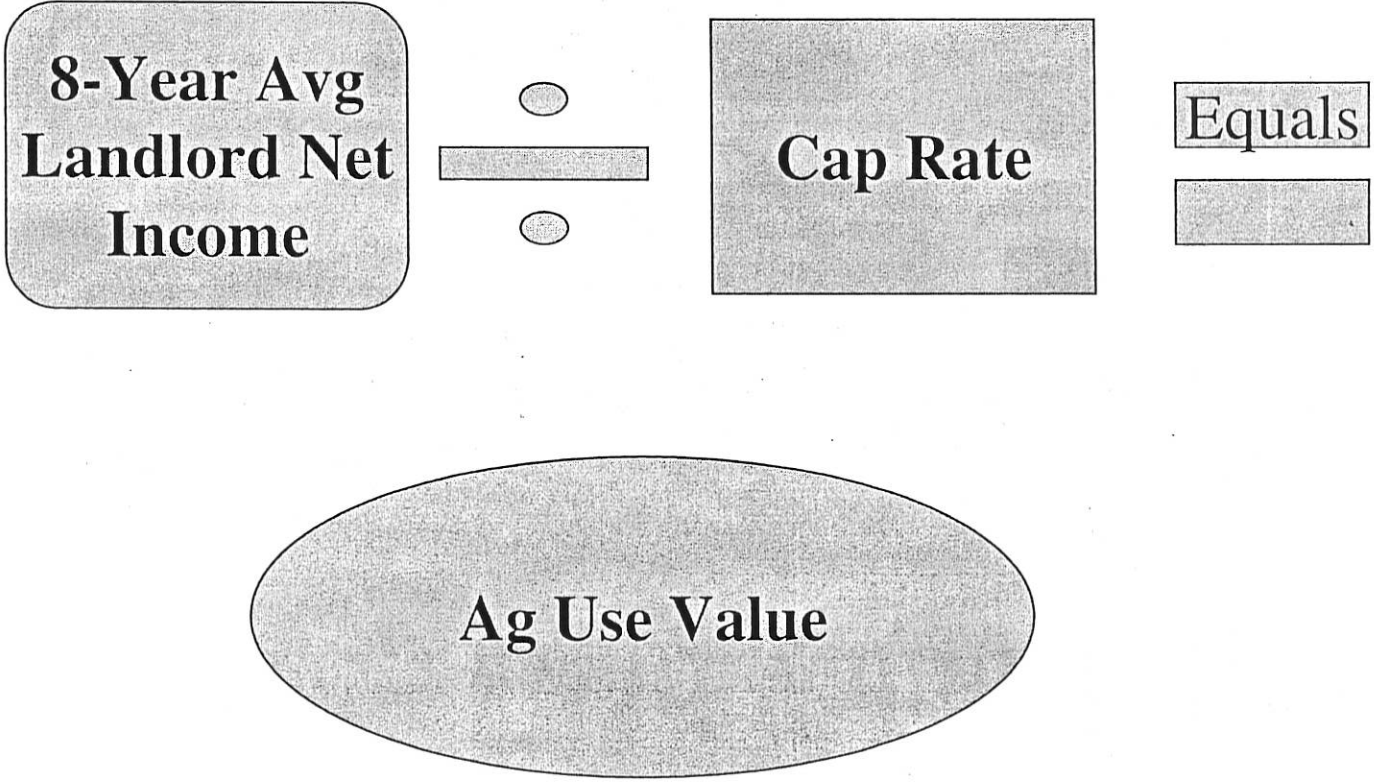 8-Year Avg
Landlord Net
Income
Cap Rate
Equals
Ag Use Value